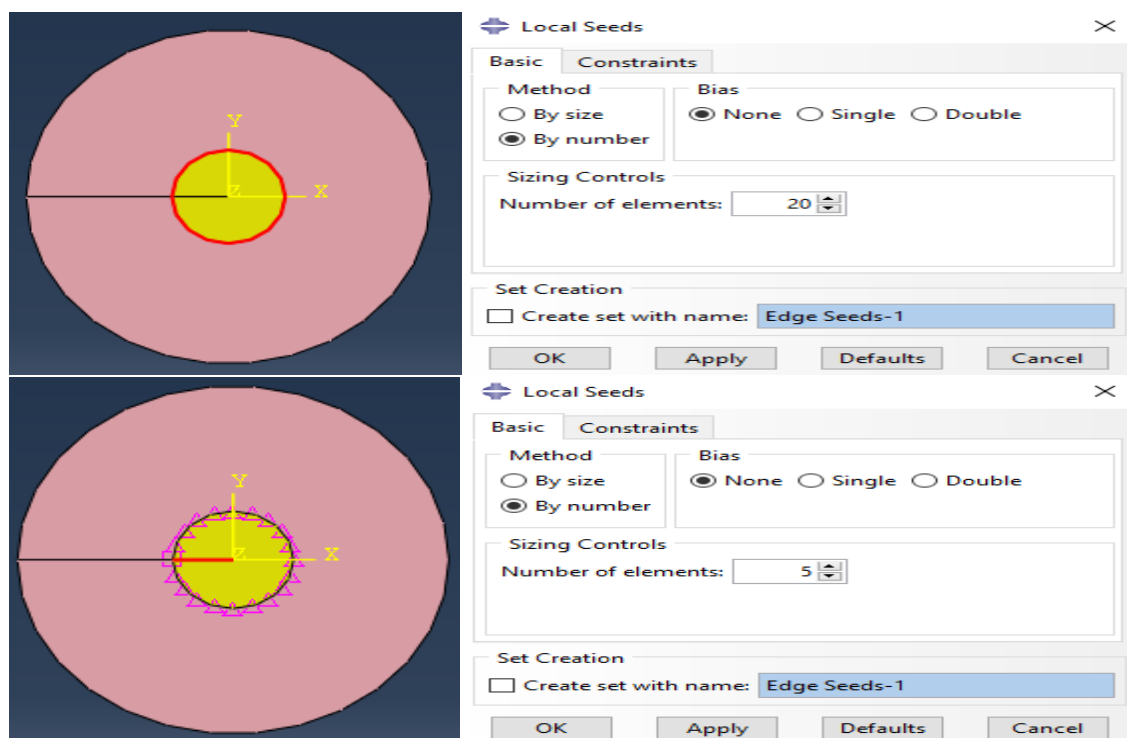 Local Seeds
Basic Constraints
Method Bias
By size None Single Double
By number
Sizing Controls
Number of elements: 20
Set Creation
Create set with name: Edge Seeds-1
OK Apply Defaults Cancel
Y
Z X
Local Seeds
Basic Constraints
Method Bias
By size None Single Double
By number
Sizing Controls
Number of elements: 5
Set Creation
Create set with name: Edge Seeds-1
OK Apply Defaults Cancel
Y
Z X